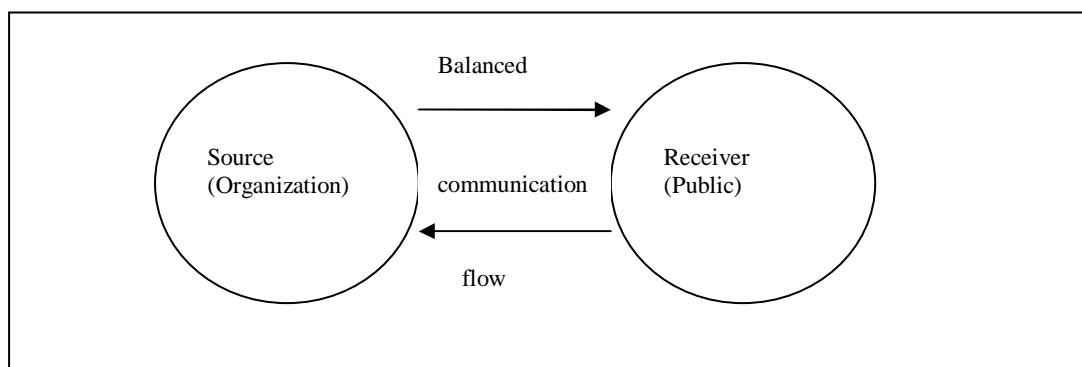 Balanced
Source
(Organization)
communication
Receiver
(Public)
flow